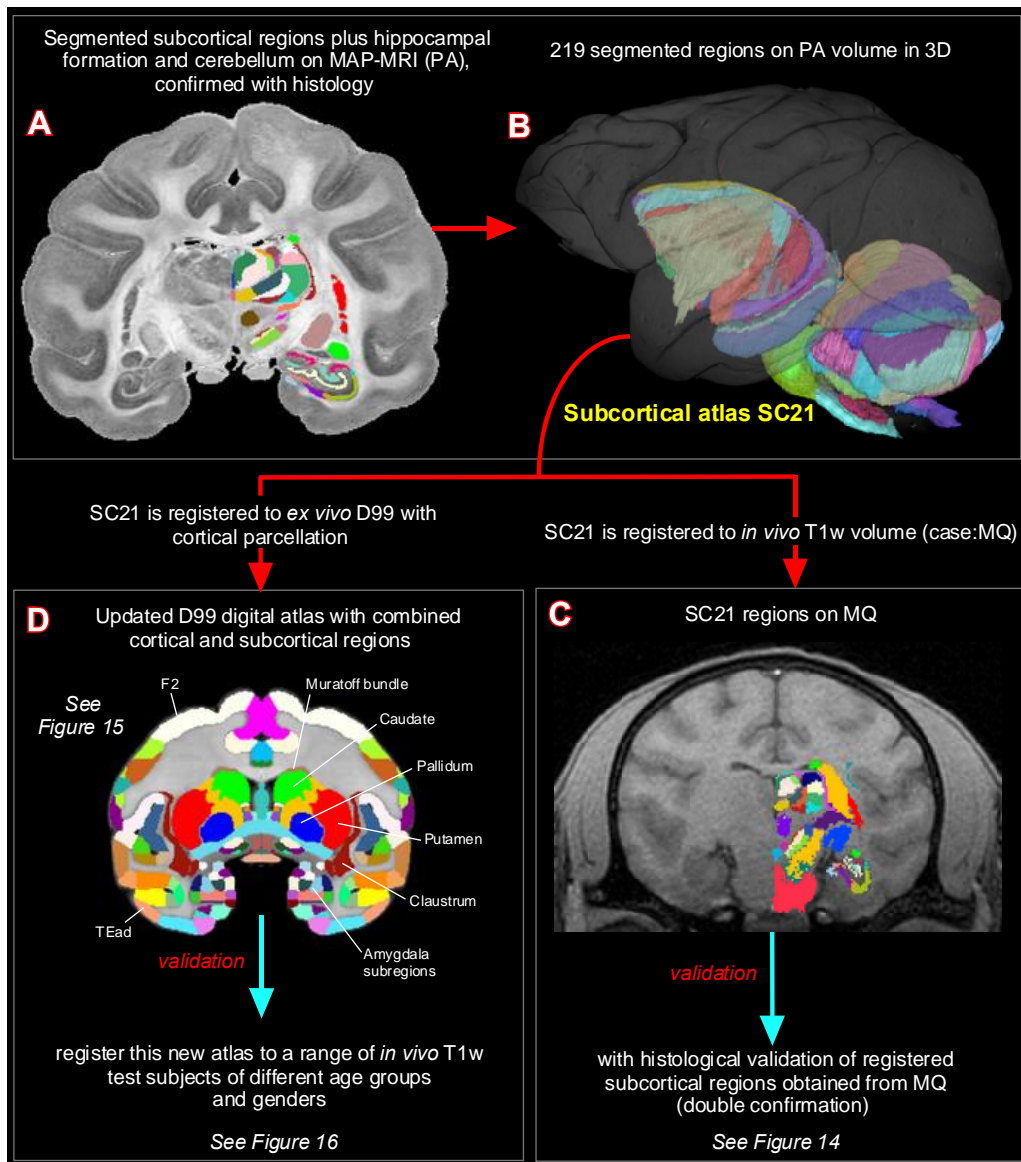 Segmented subcortical regions plus hippocampal
formation and cerebellum on MAP-MRI (PA),
confirmed with histology
A
219 segmented regions on PA volume in 3D
B
Subcortical atlas SC21
SC21 is registered to ex vivo D99 with
cortical parcellation
SC21 is registered to in vivo T1w volume (case:MQ)
D
Updated D99 digital atlas with combined
cortical and subcortical regions
See
Figure 15
F2
Muratoff bundle
Caudate
Pallidum
Putamen
Claustrum
Amygdala
subregions
TEad
validation
register this new atlas to a range of in vivo T1w
test subjects of different age groups
and genders
See Figure 16
C
SC21 regions on MQ
validation
with histological validation of registered
subcortical regions obtained from MQ
(double confirmation)
See Figure 14